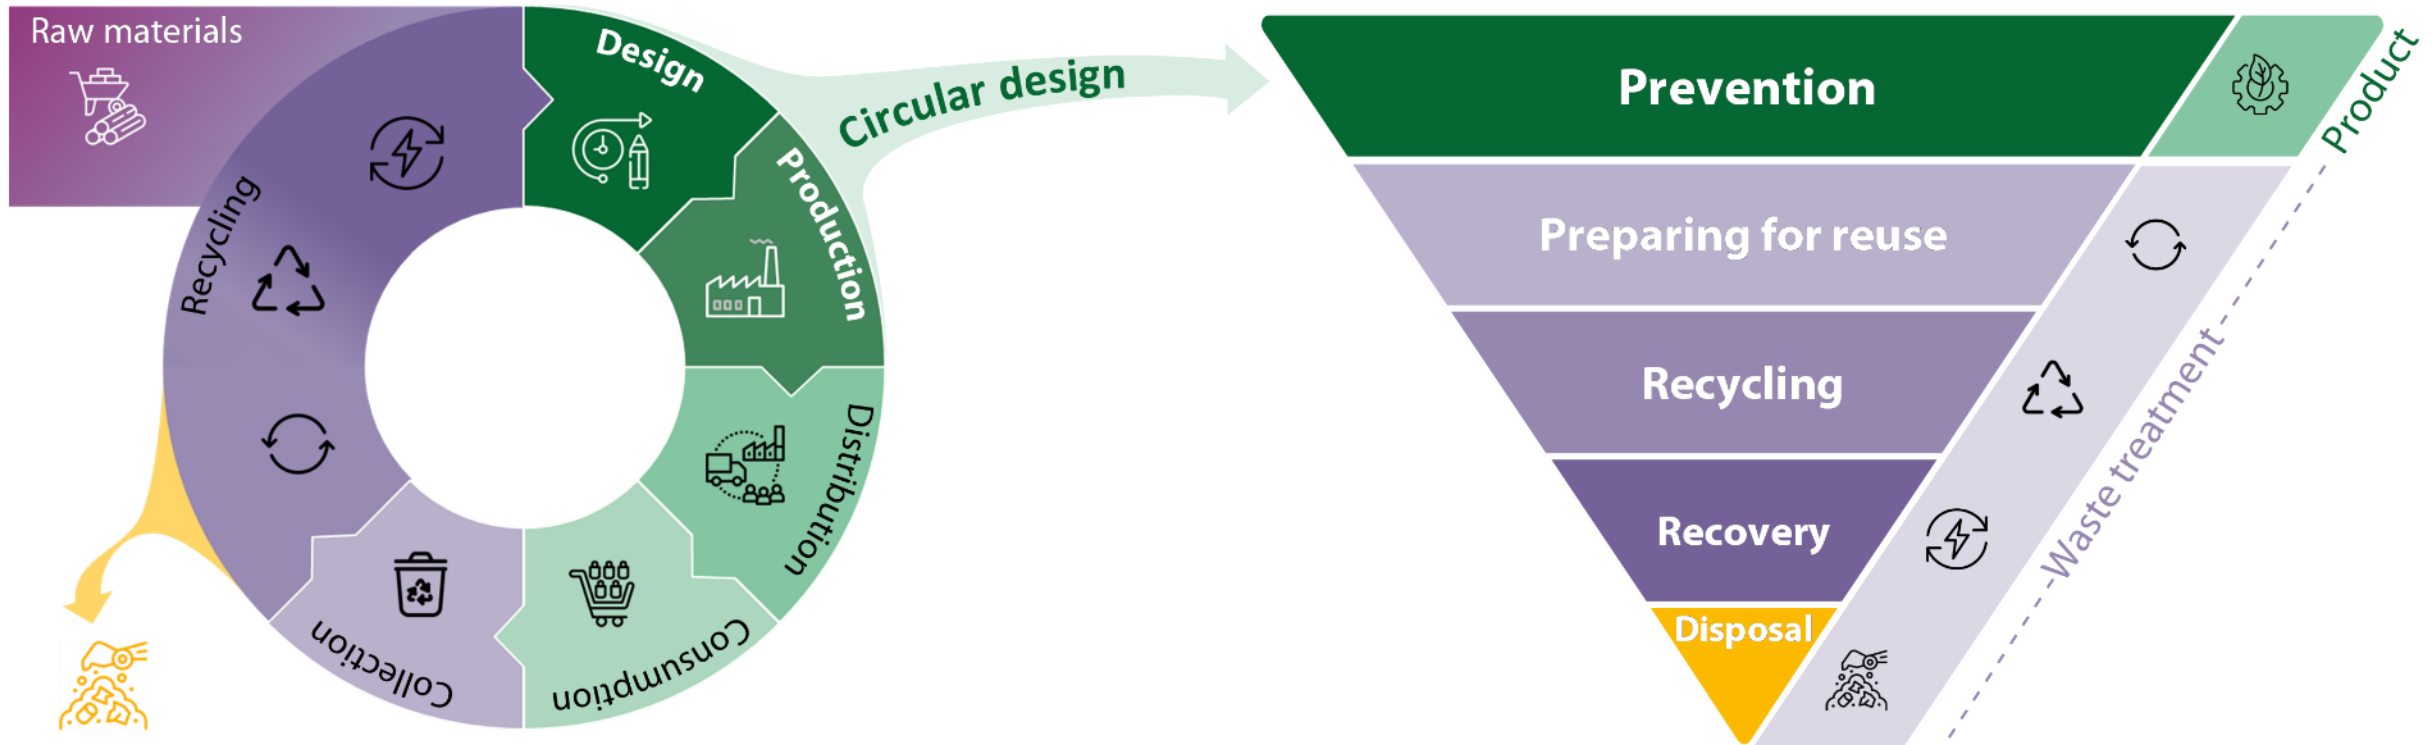 Raw materials
Design
Production
Distribution
Consumption
Collection
Recycling
Circular design
Prevention
Preparing for reuse
Recycling
Recovery
Disposal
Product
Waste treatment